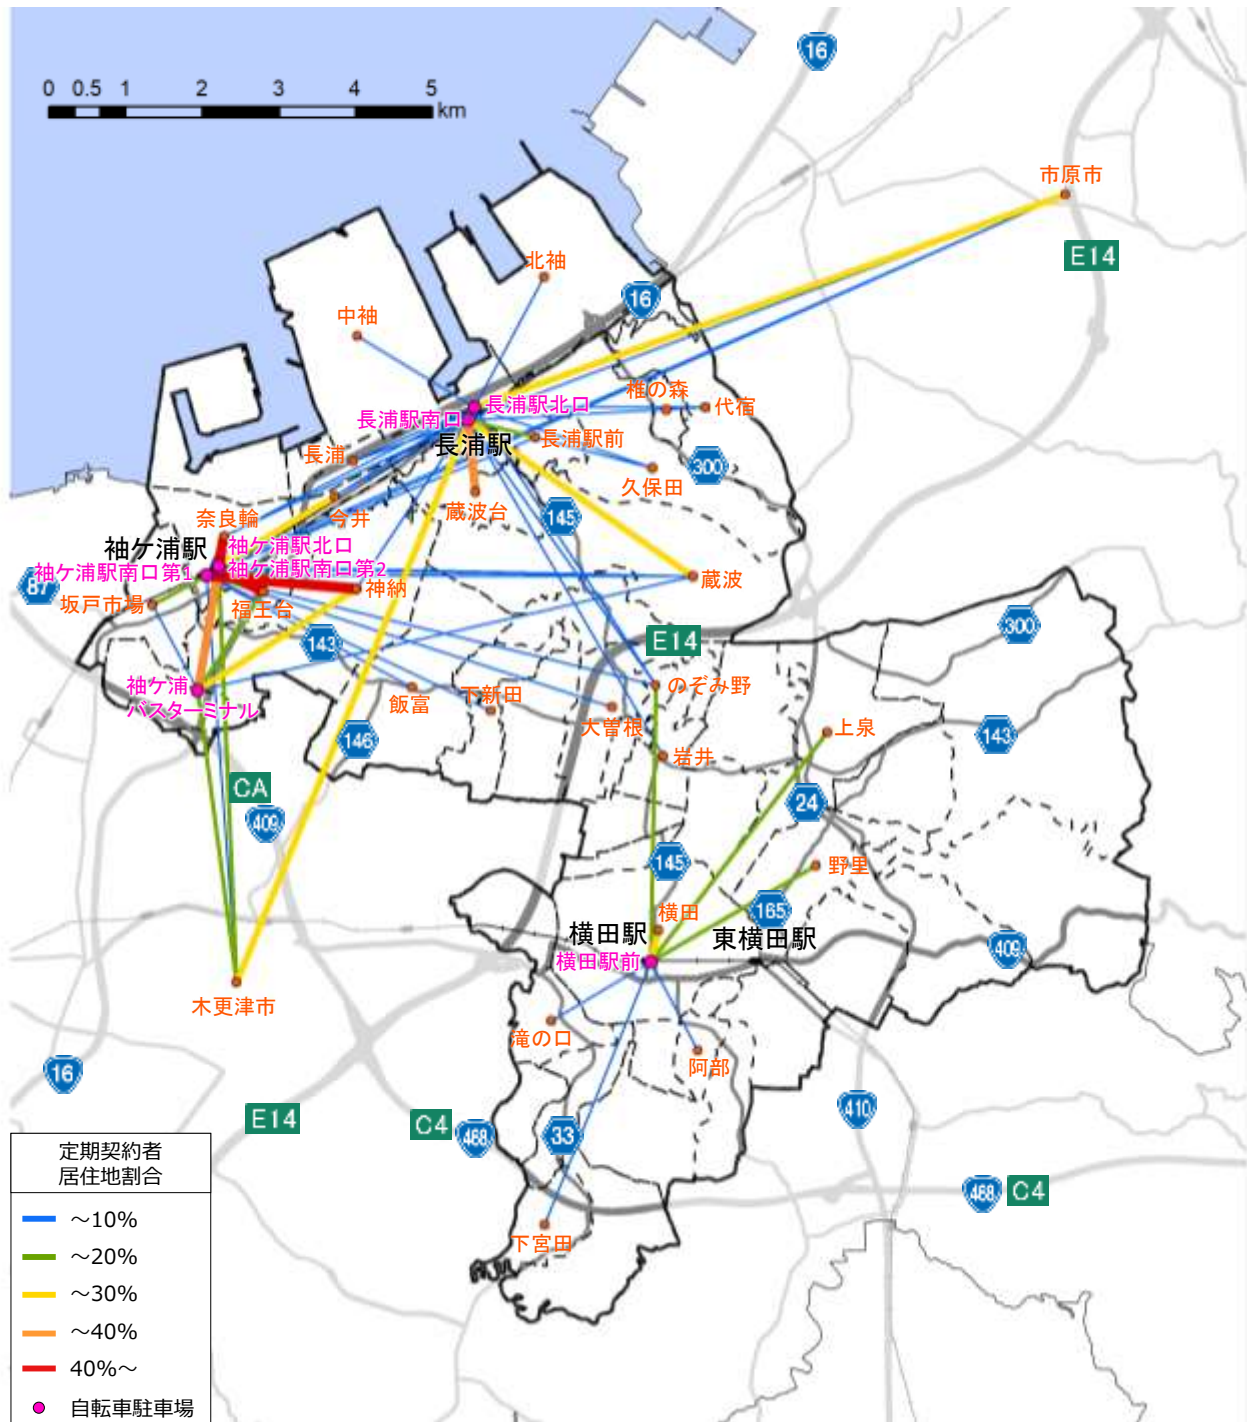 16
0 0.5 1 2 3 4 5
km
市原市
E14
北袖
16
中袖
椎の森
代宿
長浦駅北口
長浦駅南口
長浦駅前
長浦駅
長浦
300
久保田
蔵波台
今井
145
奈良輪
袖ケ浦駅
袖ケ浦駅北口
袖ケ浦駅南口第1
袖ケ浦駅南口第2
87
蔵波
神納
坂戸市場
福王台
300
143
E14
袖ケ浦
バスターミナル
飯富
下新田
のぞみ野
大曽根
上泉
143
146
岩井
CA
24
409
145
野里
165
横田
横田駅
東横田駅
409
横田駅前
木更津市
滝の口
阿部
16
E14
C4
468
33
410
468
C4
下宮田
定期契約者
居住地割合
～10%
～20%
～30%
～40%
40%～
自転車駐車場